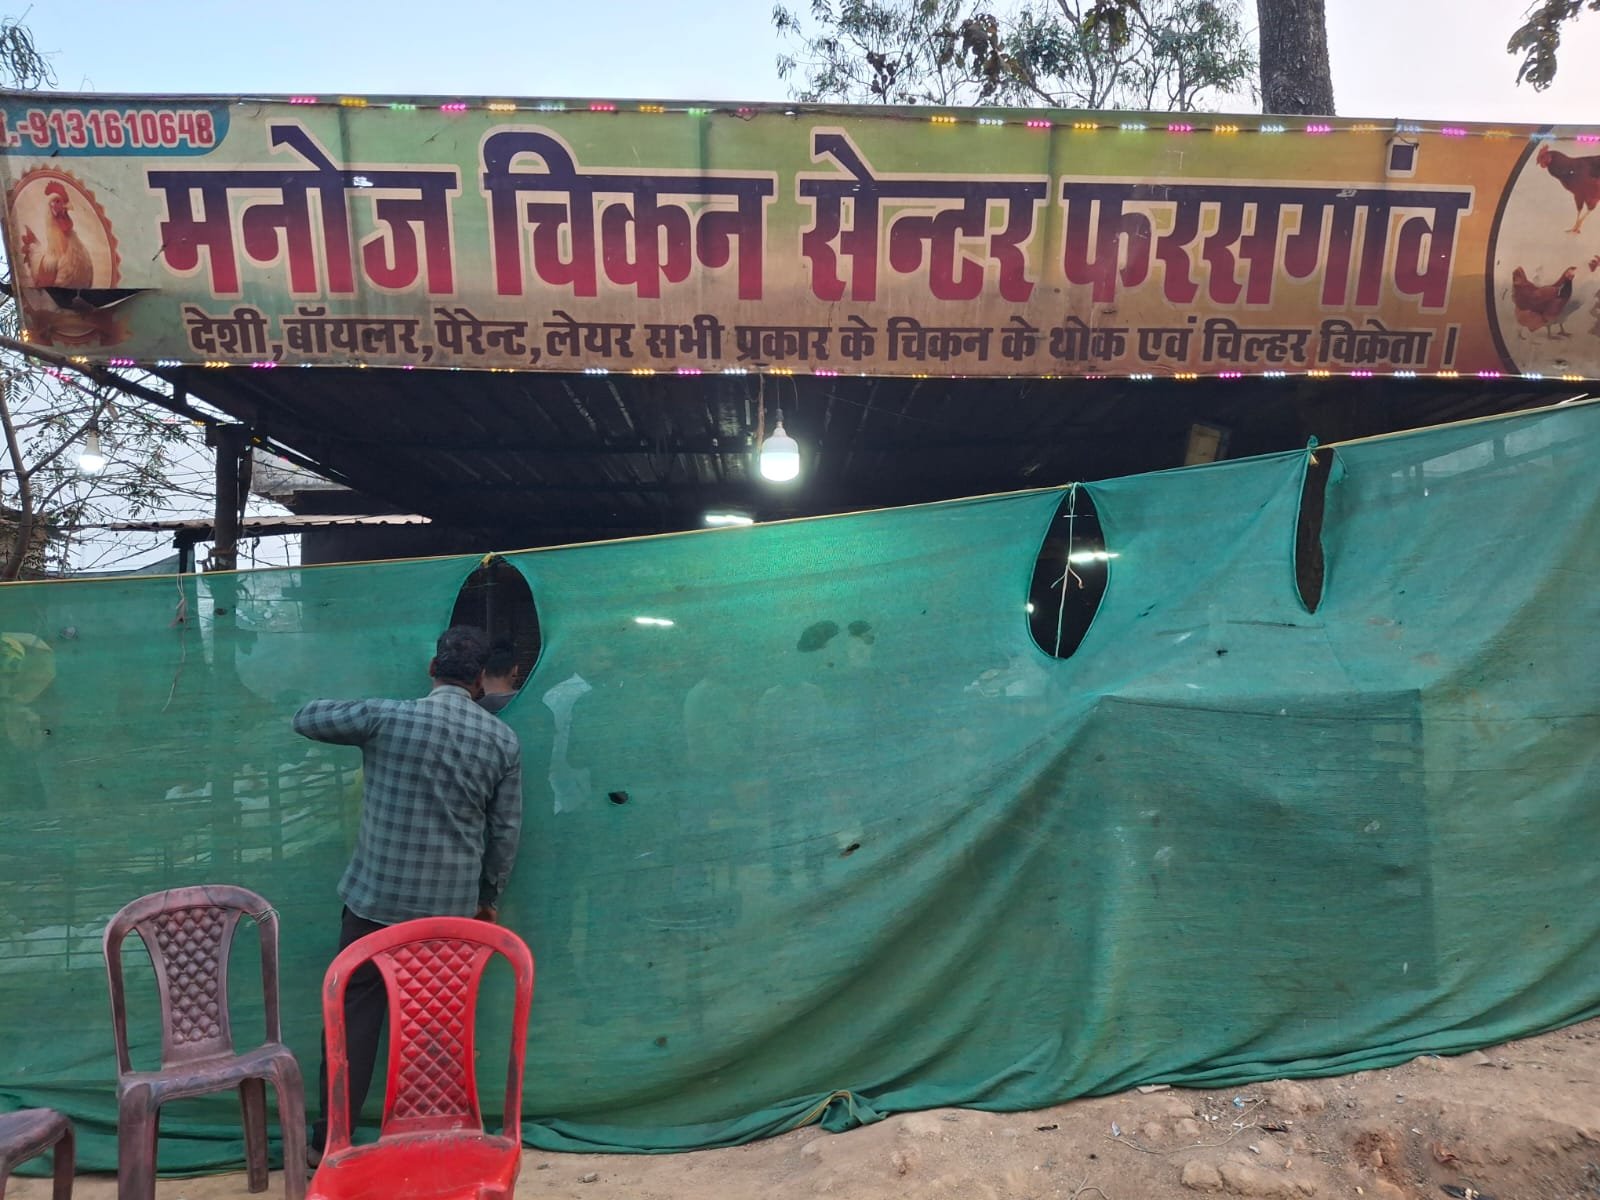 -9131610648
मनोज चिकन सेन्टर फरसगांव
देशी, बॉयलर, पेरेन्ट, लेयर सभी प्रकार के चिकन के थोक एवं चिल्हर विक्रेता ।